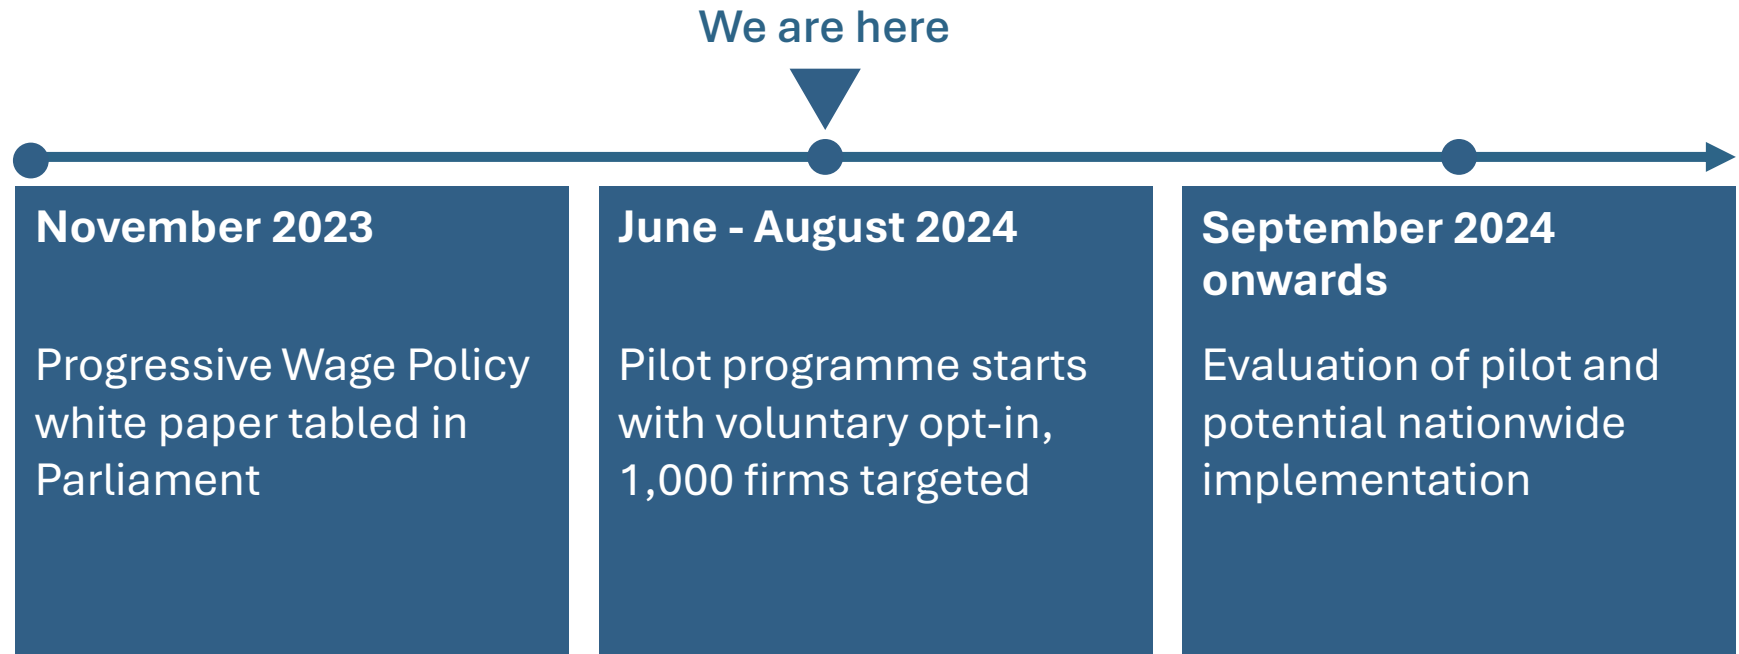 We are here
November 2023
Progressive Wage Policy
white paper tabled in
Parliament
June - August 2024
Pilot programme starts
with voluntary opt-in,
1,000 firms targeted
September 2024
onwards
Evaluation of pilot and
potential nationwide
implementation